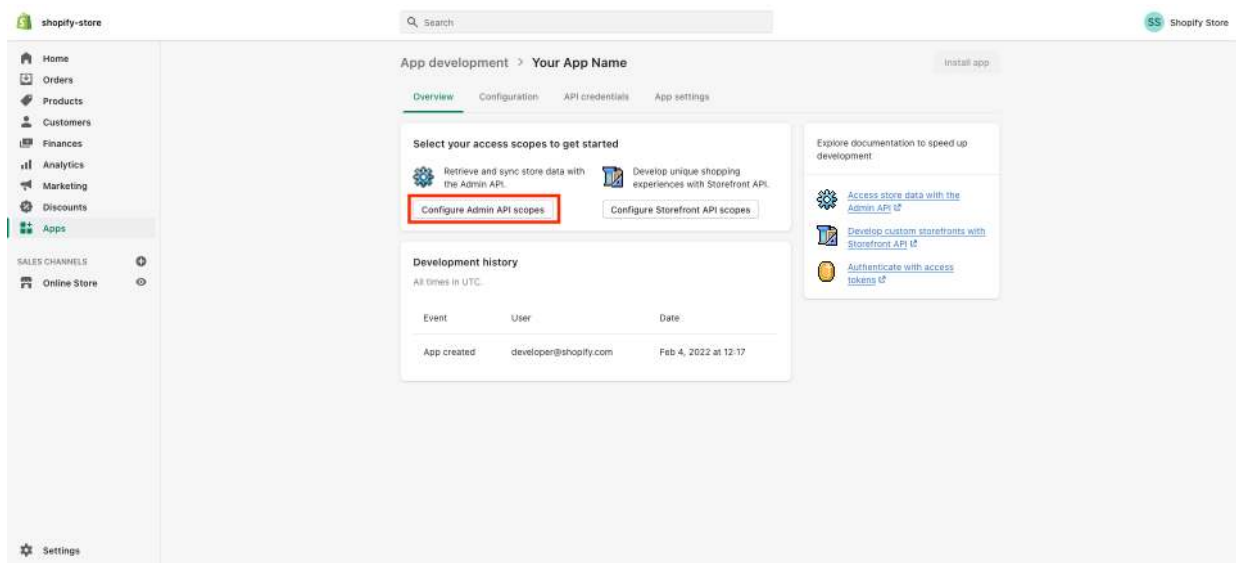 shopify-store
Search
SS Shopify Store
Home
Orders
Products
Customers
Finances
Analytics
Marketing
Discounts
Apps
SALES CHANNELS
Online Store
Settings
App development > Your App Name
Install app
Overview Configuration API credentials App settings
Select your access scopes to get started
Retrieve and sync store data with
the Admin API.
Configure Admin API scopes
Develop unique shopping
experiences with Storefront API.
Configure Storefront API scopes
Development history
All times in UTC.
Event User Date
App created developer@shopify.com Feb 4, 2022 at 12:17
Explore documentation to speed up
development
Access store data with the
Admin API
Develop custom storefronts with
Storefront API
Authenticate with access
tokens